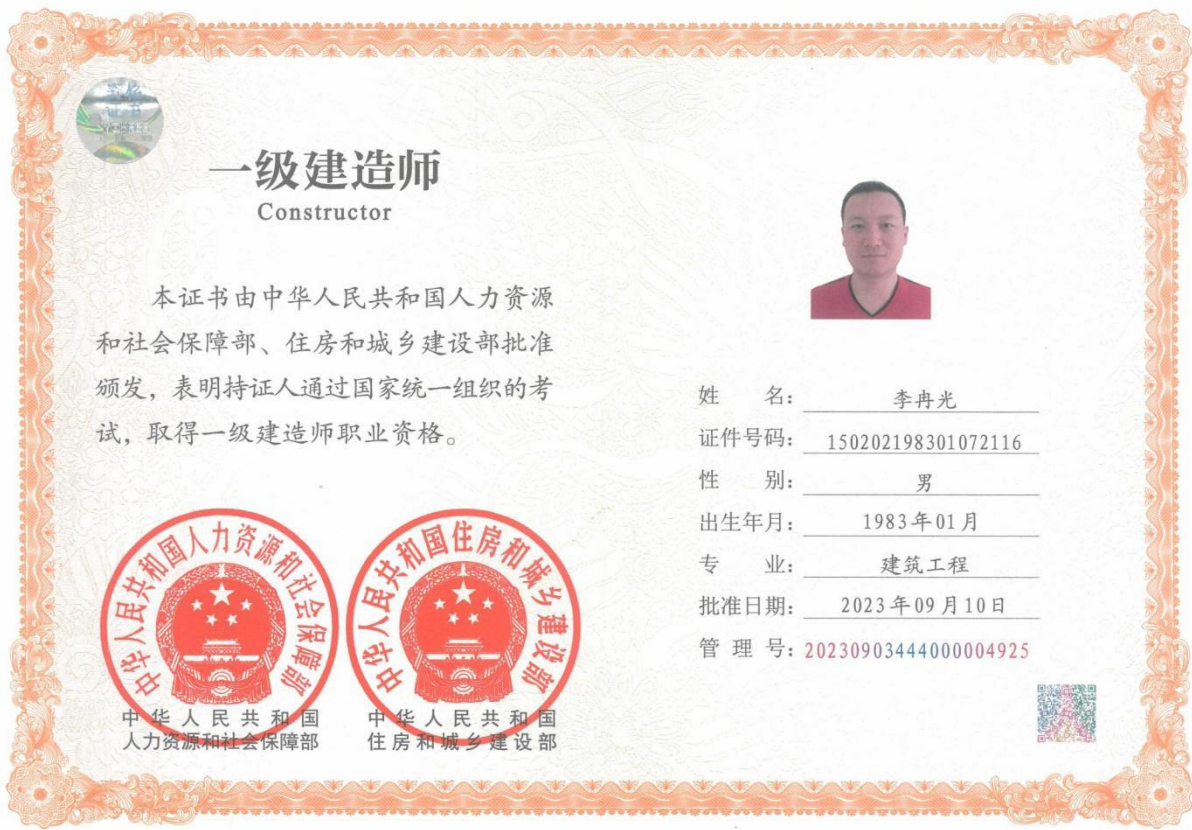 一级建造师
Constructor
本证书由中华人民共和国人力资源
和社会保障部、住房和城乡建设部批准
颁发，表明持证人通过国家统一组织的考
试，取得一级建造师职业资格。
中华人民共和国人力资源和社会保障部
中华人民共和国住房和城乡建设部
中华人民共和国
人力资源和社会保障部
中华人民共和国
住房和城乡建设部
姓 名：李冉光
证件号码：150202198301072116
性 别：男
出生年月：1983年01月
专 业：建筑工程
批准日期：2023年09月10日
管 理 号：20230903444000004925